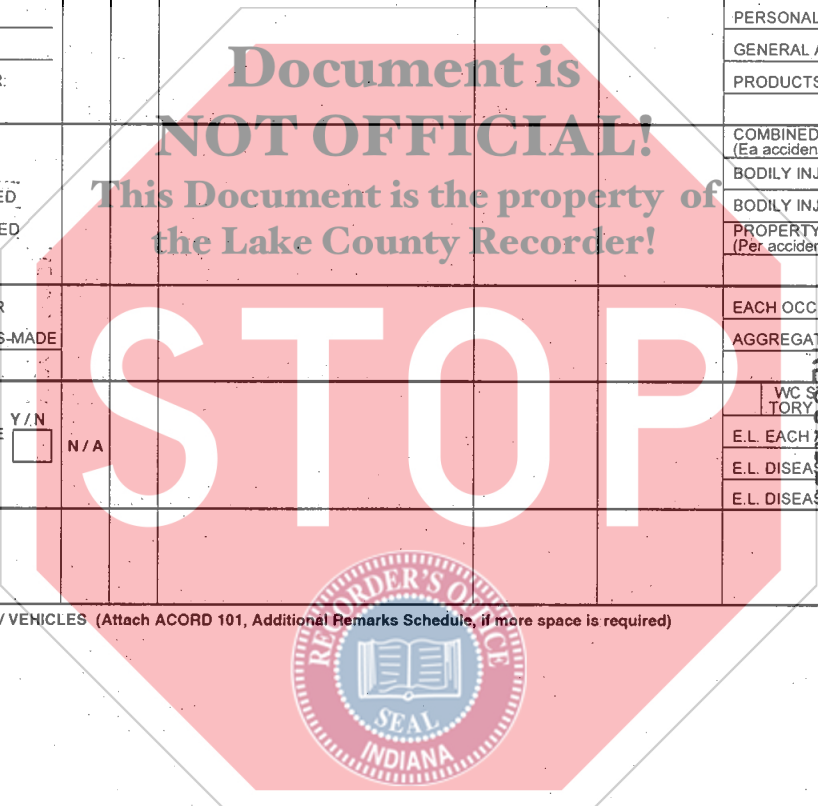 PERSONAL
GENERAL
PRODUCTS
Document is
NOT OFFICIAL!
This Document is the property of
the Lake County Recorder!
COMBINED
(Ea
BODILY INJ
BODILY INJ
PROPERTY
(Per
ED
ED
STOP
R
S-MADE
EACH OCC
AGGREGAT
WC
TORY
Y / N
N / A
E.L. EACH
E.L. DISEAS
E.L. DISEAS
/ VEHICLES (Attach ACORD 101, Additional Remarks Schedule, if more space is required)
RECORDER'S OFFICE
SEAL
INDIANA